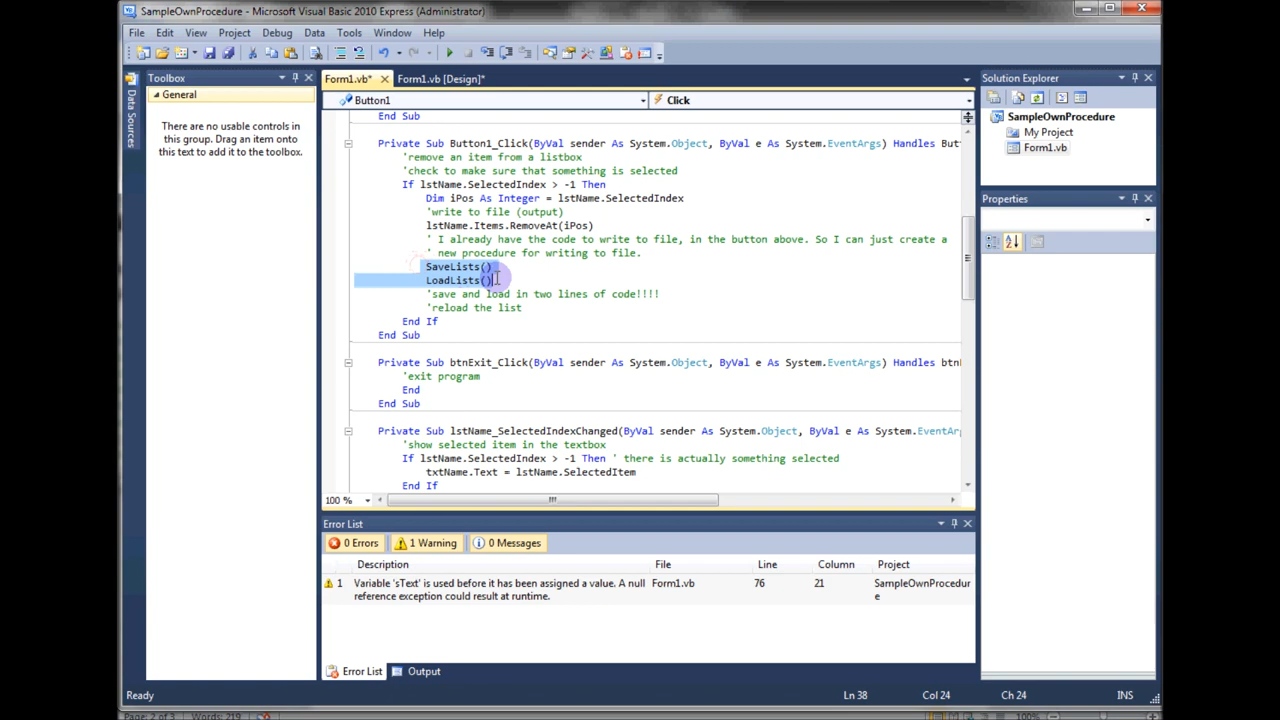 SampleOwnProcedure - Microsoft Visual Basic 2010 Express (Administrator)
File Edit View Project Debug Data Tools Window Help
Toolbox
General
There are no usable controls in
this group. Drag an item onto
this text to add it to the toolbox.
Data Sources
Form1.vb* Form1.vb [Design]*
Button1 Click
End Sub
Private Sub Button1_Click(ByVal sender As System.Object, ByVal e As System.EventArgs) Handles But
'remove an item from a listbox
'check to make sure that something is selected
If lstName.SelectedIndex > -1 Then
Dim iPos As Integer = lstName.SelectedIndex
'write to file (output)
lstName.Items.RemoveAt(iPos)
' I already have the code to write to file, in the button above. So I can just create a
' new procedure for writing to file.
SaveLists()
LoadLists()
'save and load in two lines of code!!!!
'reload the list
End If
End Sub
Private Sub btnExit_Click(ByVal sender As System.Object, ByVal e As System.EventArgs) Handles btnE
'exit program
End
End Sub
Private Sub lstName_SelectedIndexChanged(ByVal sender As System.Object, ByVal e As System.EventAr
'show selected item in the textbox
If lstName.SelectedIndex > -1 Then ' there is actually something selected
txtName.Text = lstName.SelectedItem
End If
100 %
Error List
0 Errors 1 Warning 0 Messages
Description File Line Column Project
1 Variable 'sText' is used before it has been assigned a value. A null
reference exception could result at runtime. Form1.vb 76 21 SampleOwnProcedur
e
Error List Output
Solution Explorer
SampleOwnProcedure
My Project
Form1.vb
Properties
Ready Ln 38 Col 24 Ch 24 INS
Page: 2 of 3 Words: 219 100%